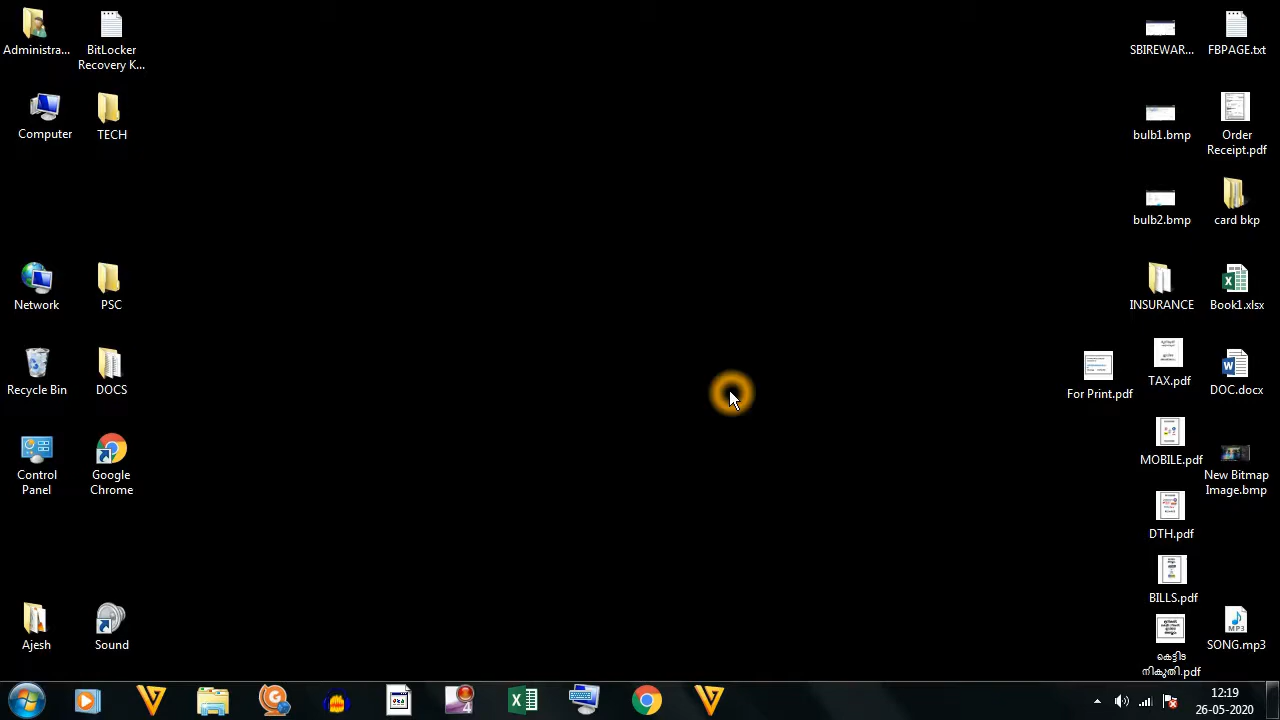 Administra...
BitLocker
Recovery K...
Computer
TECH
Network
PSC
Recycle Bin
DOCS
Control
Panel
Google
Chrome
Ajesh
Sound
SBIREWAR...
FBPAGE.txt
bulb1.bmp
Order
Receipt.pdf
bulb2.bmp
card bkp
INSURANCE
Book1.xlsx
For Print.pdf
TAX.pdf
DOC.docx
MOBILE.pdf
New Bitmap
Image.bmp
DTH.pdf
BILLS.pdf
കെട്ടിട
നികുതി.pdf
MP3
SONG.mp3
12:19
26-05-2020